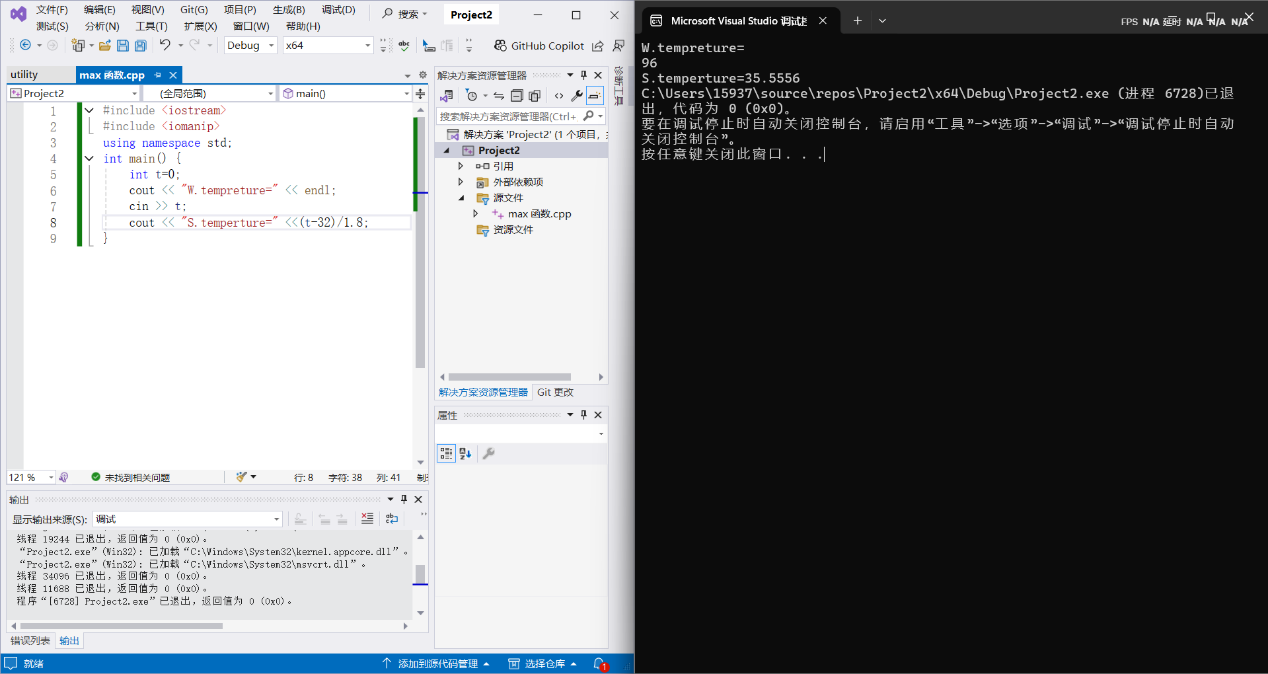 文件(F) 编辑(E) 视图(V) Git(G) 项目(P) 生成(B) 调试(D) 搜索 Project2
测试(S) 分析(N) 工具(T) 扩展(X) 窗口(W) 帮助(H)
Debug x64 GitHub Copilot
utility max 函数.cpp
Project2 (全局范围) main()
1 #include <iostream>
2 #include <iomanip>
3 using namespace std;
4 int main() {
5 int t=0;
6 cout << "W.tempreture=" << endl;
7 cin >> t;
8 cout << "S.temperture=" <<(t-32)/1.8;
9 }
121 % 未找到相关问题 行: 8 字符: 38 列: 41
输出
显示输出来源(S): 调试
线程 19244 已退出，返回值为 0 (0x0)。
“Project2.exe”(Win32): 已加载“C:\Windows\System32\kernel.appcore.dll”。
“Project2.exe”(Win32): 已加载“C:\Windows\System32\msvcrt.dll”。
线程 34096 已退出，返回值为 0 (0x0)。
线程 11688 已退出，返回值为 0 (0x0)。
程序“[6728] Project2.exe”已退出，返回值为 0 (0x0)。
错误列表 输出
就绪 添加到源代码管理 选择仓库 1
解决方案资源管理器
搜索解决方案资源管理器(Ctrl+
解决方案 'Project2' (1 个项目,
Project2
引用
外部依赖项
源文件
max 函数.cpp
资源文件
解决方案资源管理器 Git 更改
属性
诊断工具
Microsoft Visual Studio 调试
FPS N/A 延时 N/A N/A N/A
W.tempreture=
96
S.temperture=35.5556
C:\Users\15937\source\repos\Project2\x64\Debug\Project2.exe (进程 6728)已退
出，代码为 0 (0x0)。
要在调试停止时自动关闭控制台，请启用“工具”->“选项”->“调试”->“调试停止时自动
关闭控制台”。
按任意键关闭此窗口. . .